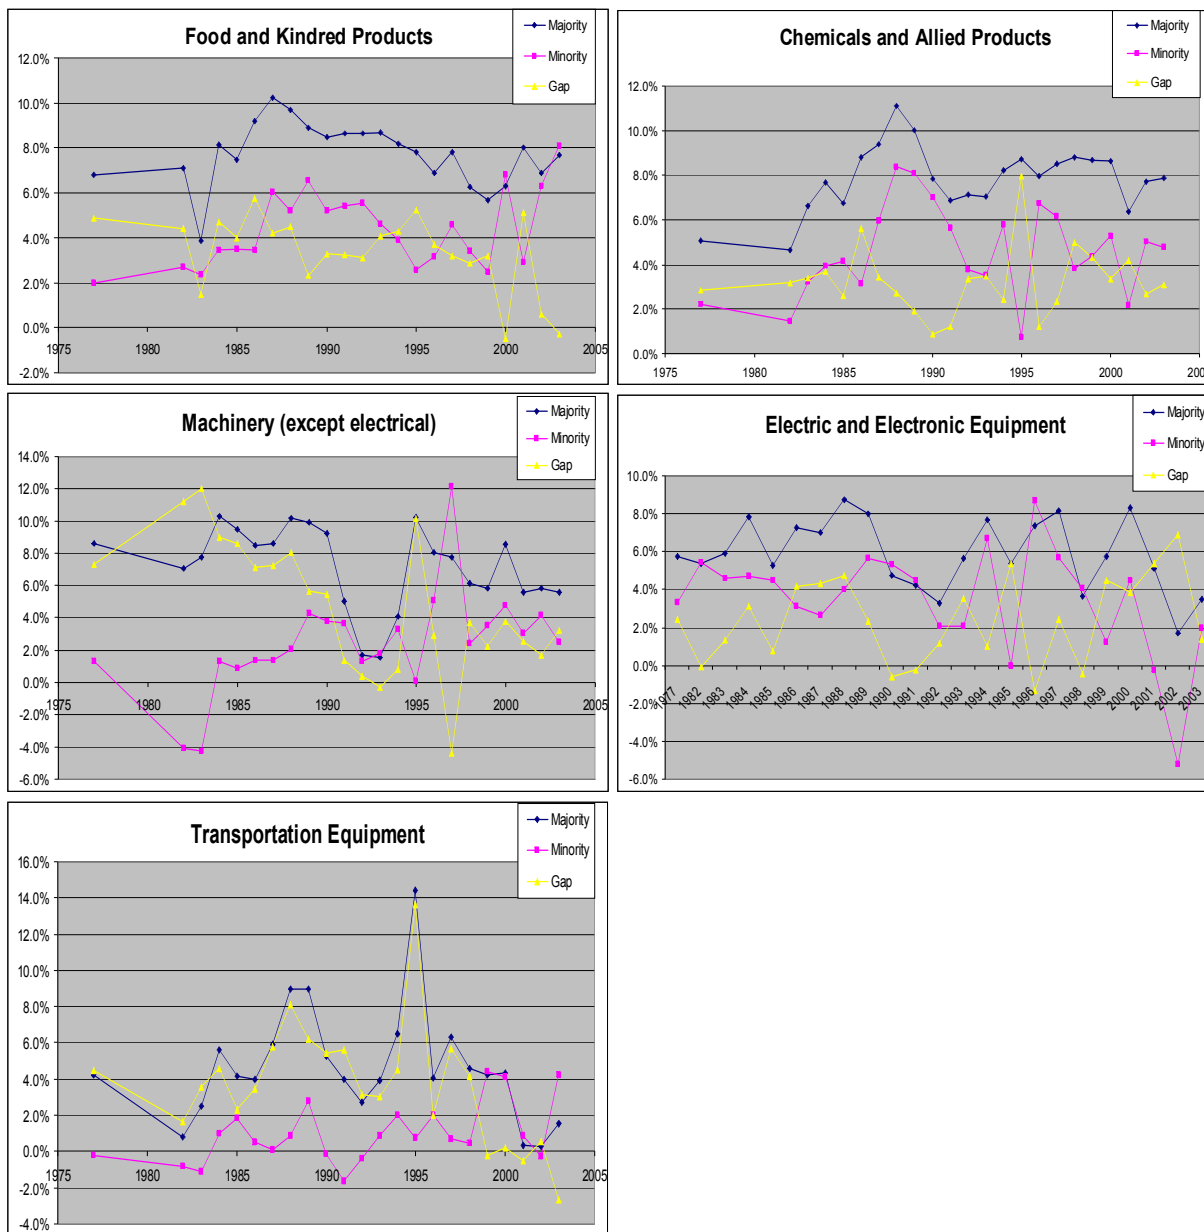 Food and Kindred Products
Majority
Minority
Gap
12.0%
10.0%
8.0%
6.0%
4.0%
2.0%
0.0%
-2.0%
1975 1980 1985 1990 1995 2000 2005
Chemicals and Allied Products
Majority
Minority
Gap
12.0%
10.0%
8.0%
6.0%
4.0%
2.0%
0.0%
1975 1980 1985 1990 1995 2000 200
Machinery (except electrical)
Majority
Minority
Gap
14.0%
12.0%
10.0%
8.0%
6.0%
4.0%
2.0%
0.0%
-2.0%
-4.0%
-6.0%
1975 1980 1985 1990 1995 2000 2005
Electric and Electronic Equipment
Majority
Minority
Gap
10.0%
8.0%
6.0%
4.0%
2.0%
0.0%
-2.0%
-4.0%
-6.0%
1977 1982 1983 1984 1985 1986 1987 1988 1989 1990 1991 1992 1993 1994 1995 1996 1997 1998 1999 2000 2001 2002 2003
Transportation Equipment
Majority
Minority
Gap
16.0%
14.0%
12.0%
10.0%
8.0%
6.0%
4.0%
2.0%
0.0%
-2.0%
-4.0%
1975 1980 1985 1990 1995 2000 2005